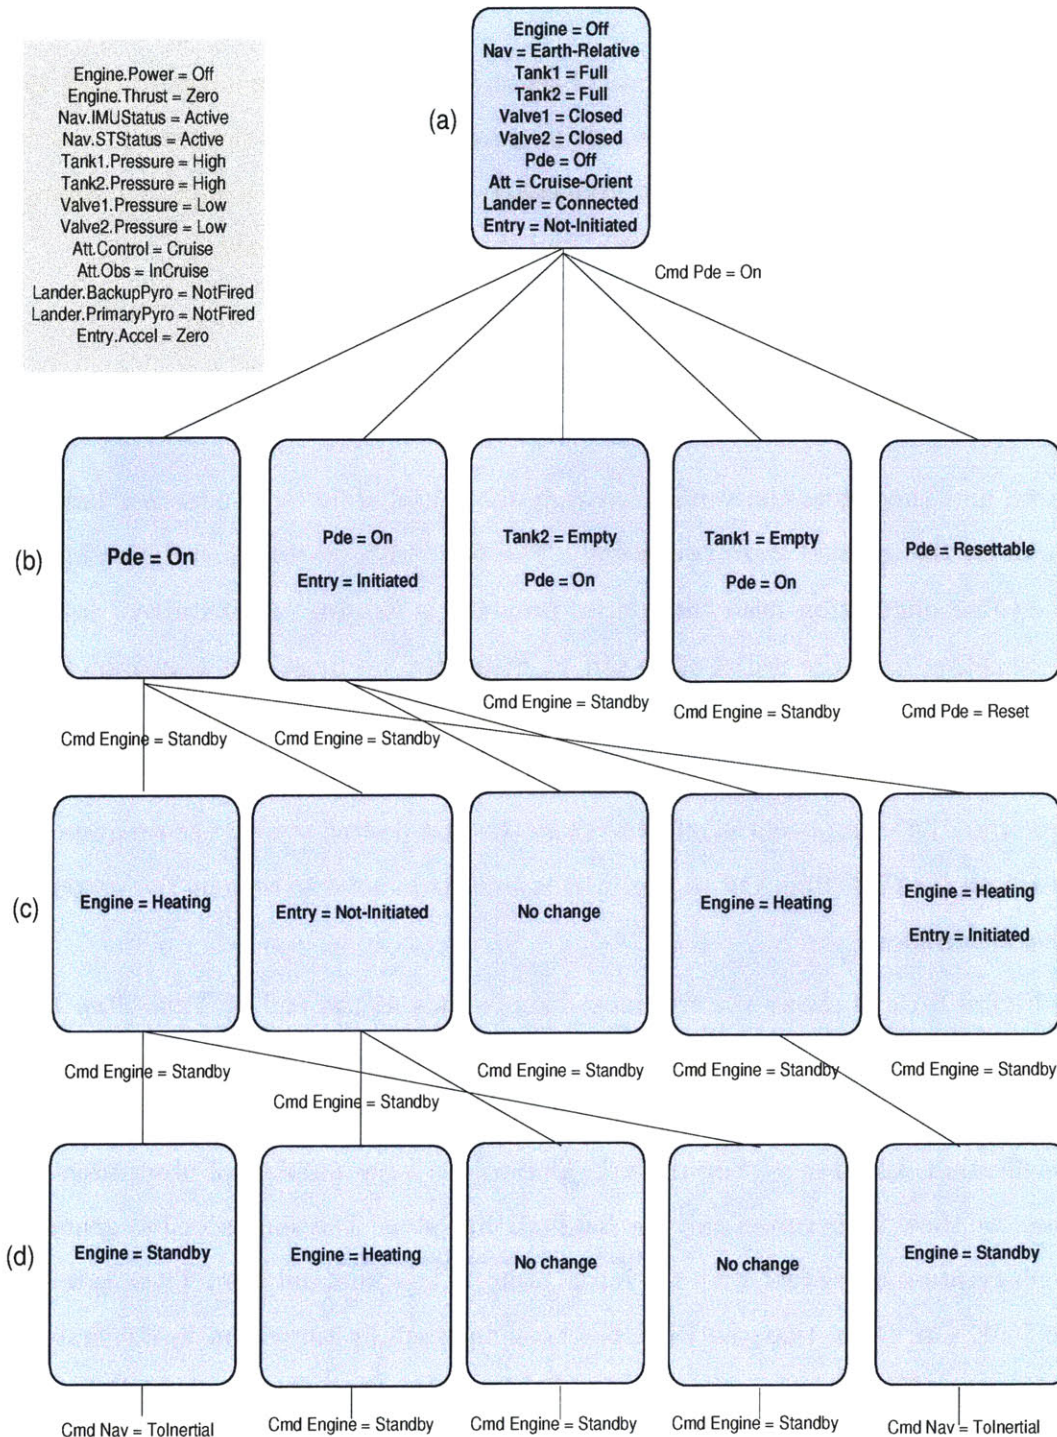 Engine.Power = Off
Engine.Thrust = Zero
Nav.IMUStatus = Active
Nav.STStatus = Active
Tank1.Pressure = High
Tank2.Pressure = High
Valve1.Pressure = Low
Valve2.Pressure = Low
Att.Control = Cruise
Att.Obs = InCruise
Lander.BackupPyro = NotFired
Lander.PrimaryPyro = NotFired
Entry.Accel = Zero
(a)
Engine = Off
Nav = Earth-Relative
Tank1 = Full
Tank2 = Full
Valve1 = Closed
Valve2 = Closed
Pde = Off
Att = Cruise-Orient
Lander = Connected
Entry = Not-Initiated
Cmd Pde = On
(b)
Pde = On
Pde = On
Entry = Initiated
Tank2 = Empty
Pde = On
Tank1 = Empty
Pde = On
Pde = Resettable
Cmd Engine = Standby
Cmd Engine = Standby
Cmd Engine = Standby
Cmd Engine = Standby
Cmd Pde = Reset
(c)
Engine = Heating
Entry = Not-Initiated
No change
Engine = Heating
Engine = Heating
Entry = Initiated
Cmd Engine = Standby
Cmd Engine = Standby
Cmd Engine = Standby
Cmd Engine = Standby
Cmd Engine = Standby
(d)
Engine = Standby
Engine = Heating
No change
No change
Engine = Standby
Cmd Nav = ToInertial
Cmd Engine = Standby
Cmd Engine = Standby
Cmd Engine = Standby
Cmd Nav = ToInertial